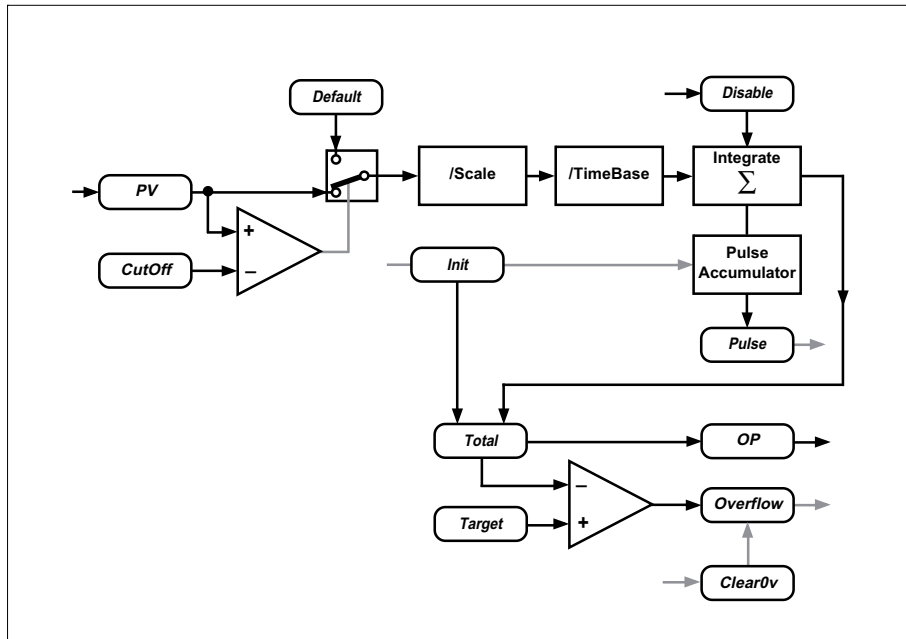 Default
Disable
PV
/Scale
/TimeBase
Integrate
Σ
+
CutOff
−
Init
Pulse
Accumulator
Pulse
Total
OP
−
Target
+
Overflow
Clear0v